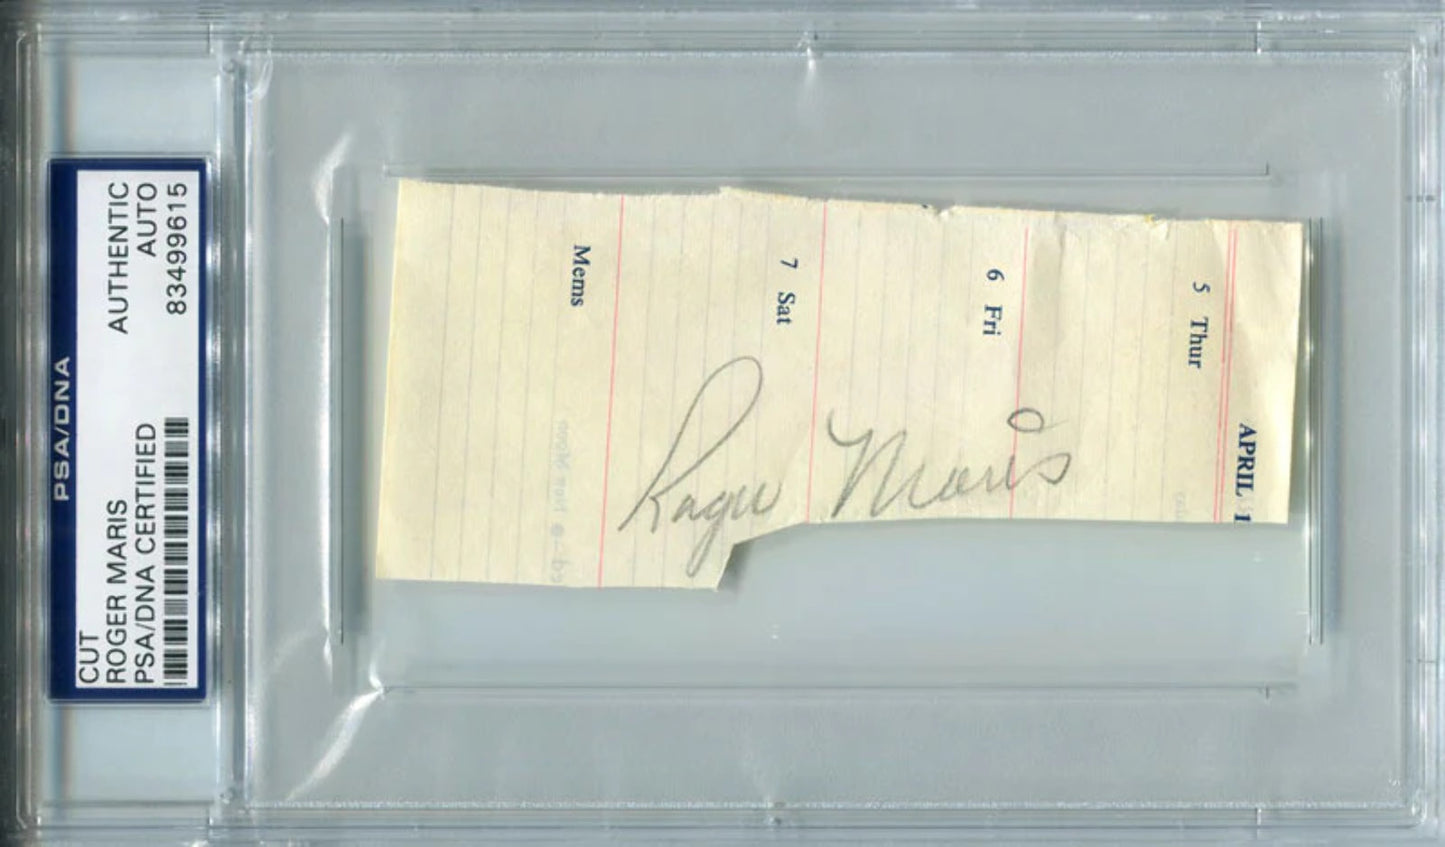 PSA/DNA
CUT AUTHENTIC
ROGER MARIS AUTO
PSA/DNA CERTIFIED 83499615
APRIL 1
5 Thur
6 Fri
7 Sat
Mems
Roger Maris